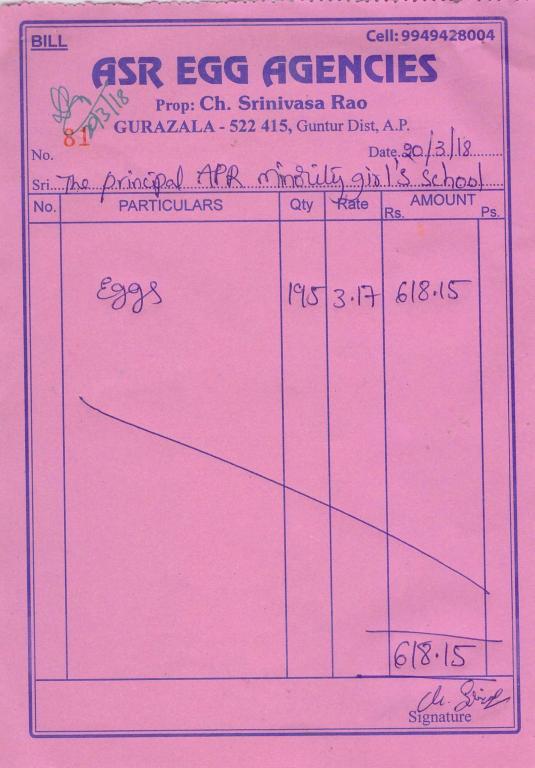 BILL
Cell: 9949428004
ASR EGG AGENCIES
Prop: Ch. Srinivasa Rao
20/3/18
GURAZALA - 522 415, Guntur Dist, A.P.
No. 81
Date 20/3/18
Sri The principal APR minority girl's school
No. PARTICULARS Qty Rate AMOUNT
Rs. Ps.
Eggs 195 3.17 618.15
618.15
Signature